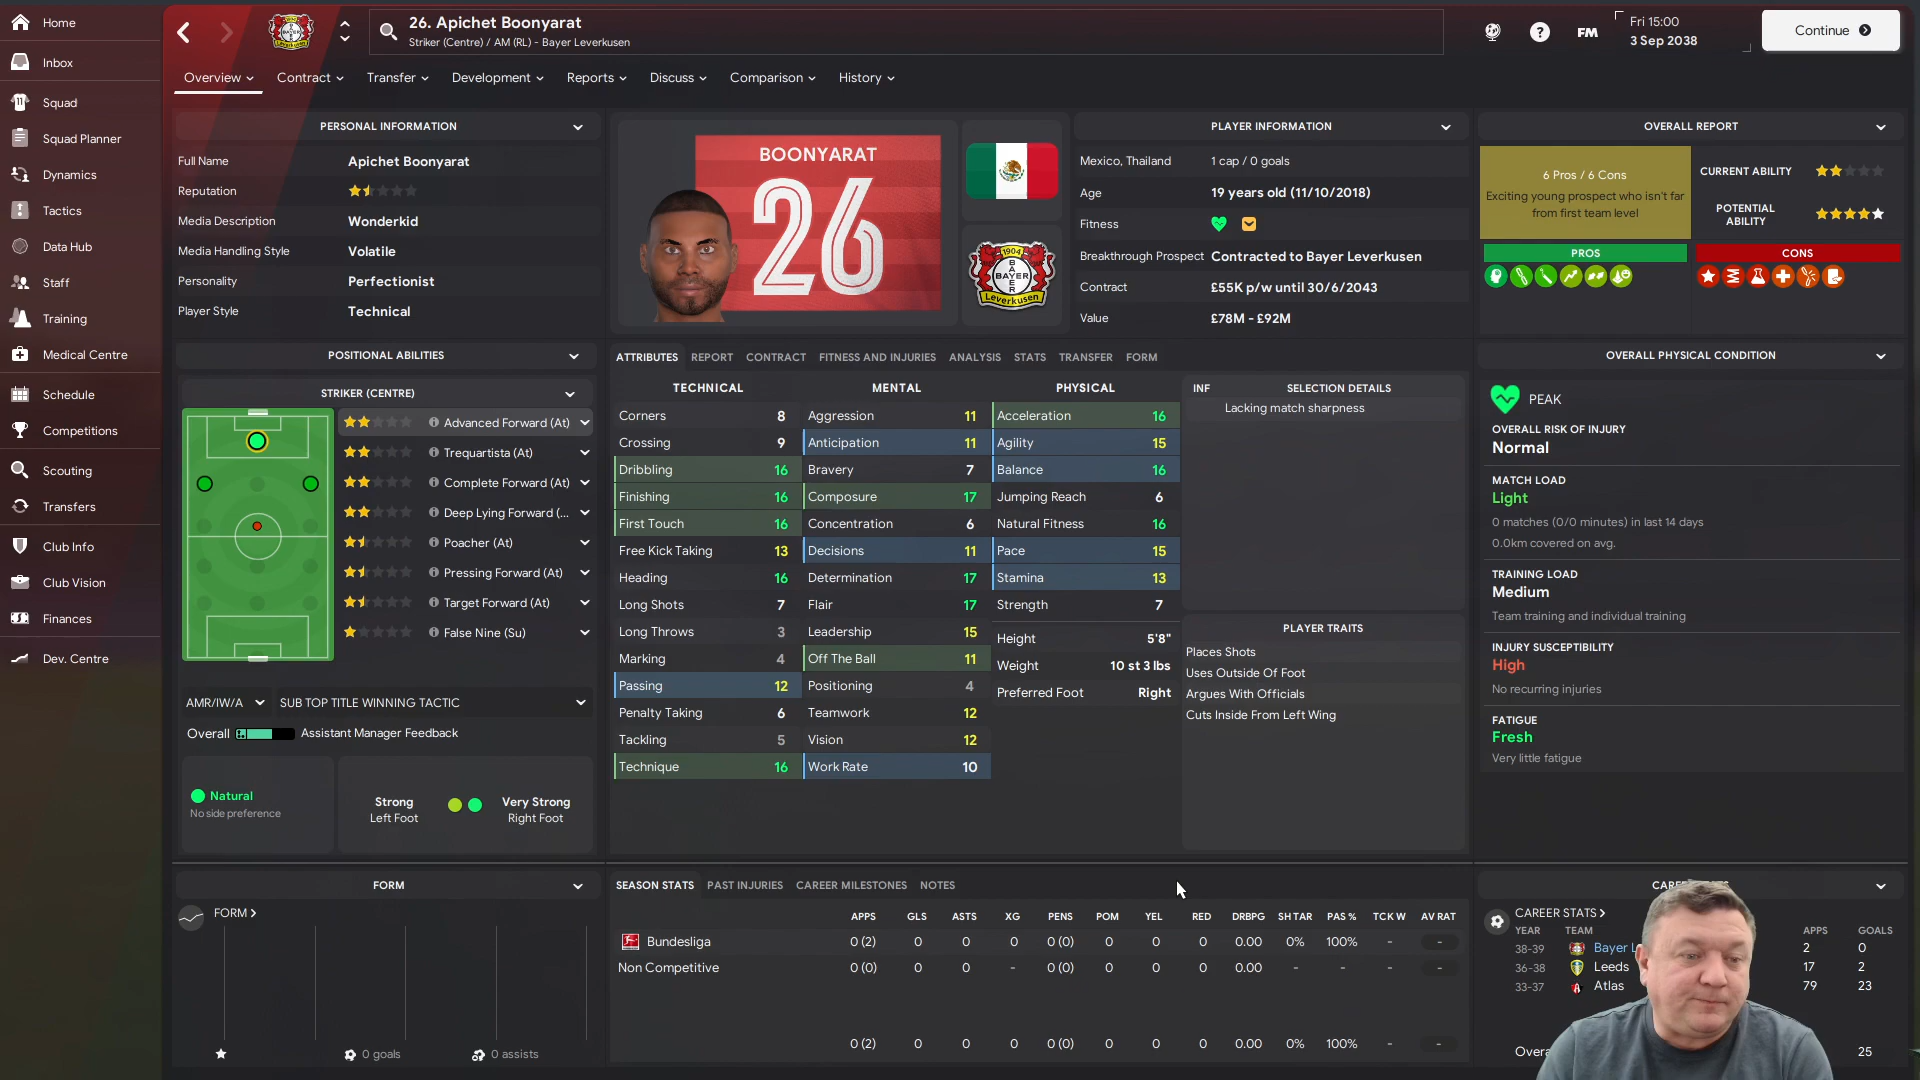 Home
Inbox
Squad
Squad Planner
Dynamics
Tactics
Data Hub
Staff
Training
Medical Centre
Schedule
Competitions
Scouting
Transfers
Club Info
Club Vision
Finances
Dev. Centre
26. Apichet Boonyarat
Striker (Centre) / AM (RL) - Bayer Leverkusen
FM
Fri 15:00
3 Sep 2038
Continue
Overview
Contract
Transfer
Development
Reports
Discuss
Comparison
History
PERSONAL INFORMATION
Full Name Apichet Boonyarat
Reputation
Media Description Wonderkid
Media Handling Style Volatile
Personality Perfectionist
Player Style Technical
BOONYARAT
26
1904
BAYER
BAYER
Leverkusen
PLAYER INFORMATION
Mexico, Thailand 1 cap / 0 goals
Age 19 years old (11/10/2018)
Fitness
Breakthrough Prospect Contracted to Bayer Leverkusen
Contract £55K p/w until 30/6/2043
Value £78M - £92M
OVERALL REPORT
6 Pros / 6 Cons
Exciting young prospect who isn't far
from first team level
CURRENT ABILITY
POTENTIAL
ABILITY
PROS
CONS
POSITIONAL ABILITIES
STRIKER (CENTRE)
Advanced Forward (At)
Trequartista (At)
Complete Forward (At)
Deep Lying Forward (...
Poacher (At)
Pressing Forward (At)
Target Forward (At)
False Nine (Su)
AMR/IW/A SUB TOP TITLE WINNING TACTIC
Overall Assistant Manager Feedback
Natural
No side preference
Strong
Left Foot
Very Strong
Right Foot
ATTRIBUTES REPORT CONTRACT FITNESS AND INJURIES ANALYSIS STATS TRANSFER FORM
TECHNICAL
Corners 8
Crossing 9
Dribbling 16
Finishing 16
First Touch 16
Free Kick Taking 13
Heading 16
Long Shots 7
Long Throws 3
Marking 4
Passing 12
Penalty Taking 6
Tackling 5
Technique 16
MENTAL
Aggression 11
Anticipation 11
Bravery 7
Composure 17
Concentration 6
Decisions 11
Determination 17
Flair 17
Leadership 15
Off The Ball 11
Positioning 4
Teamwork 12
Vision 12
Work Rate 10
PHYSICAL
Acceleration 16
Agility 15
Balance 16
Jumping Reach 6
Natural Fitness 16
Pace 15
Stamina 13
Strength 7
Height 5'8"
Weight 10 st 3 lbs
Preferred Foot Right
INF SELECTION DETAILS
Lacking match sharpness
PLAYER TRAITS
Places Shots
Uses Outside Of Foot
Argues With Officials
Cuts Inside From Left Wing
OVERALL PHYSICAL CONDITION
PEAK
OVERALL RISK OF INJURY
Normal
MATCH LOAD
Light
0 matches (0/0 minutes) in last 14 days
0.0km covered on avg.
TRAINING LOAD
Medium
Team training and individual training
INJURY SUSCEPTIBILITY
High
No recurring injuries
FATIGUE
Fresh
Very little fatigue
FORM
FORM
0 goals
0 assists
SEASON STATS PAST INJURIES CAREER MILESTONES NOTES
APPS GLS ASTS XG PENS POM YEL RED DRBPG SH TAR PAS % TCK W AV RAT
Bundesliga 0 (2) 0 0 0 0 (0) 0 0 0 0.00 0% 100% - -
Non Competitive 0 (0) 0 0 - 0 (0) 0 0 0 0.00 - - - -
0 (2) 0 0 0 0 (0) 0 0 0 0.00 0% 100% - -
CAREER STATS
YEAR TEAM APPS GOALS
38-39 Bayer L 2 0
36-38 Leeds 17 2
33-37 Atlas 79 23
25